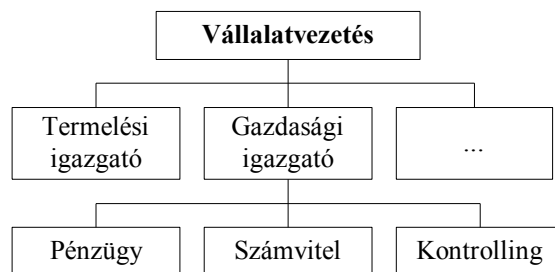 Vállalatvezetés
Termelési
igazgató
Gazdasági
igazgató
...
Pénzügy
Számvitel
Kontrolling